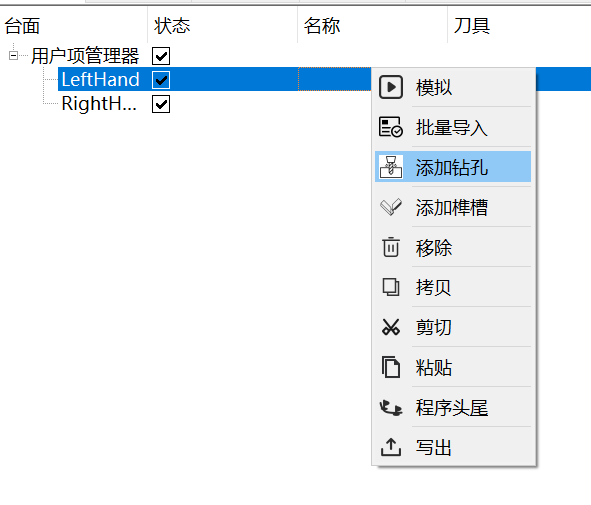 台面 状态 名称 刀具
用户项管理器
LeftHand
RightH...
模拟
批量导入
添加钻孔
添加榫槽
移除
拷贝
剪切
粘贴
程序头尾
写出